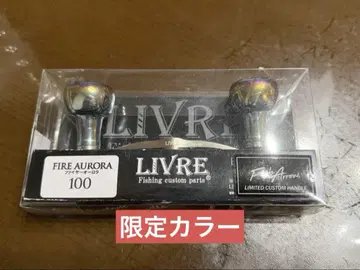 LIVRE
FIRE AURORA
ファイヤーオーロラ
100
LIVRE
Fishing custom parts
LIMITED CUSTOM HANDLE
限定カラー